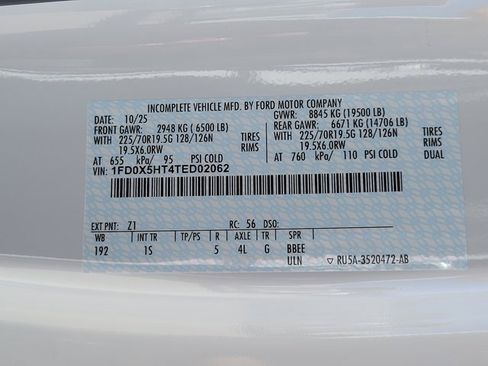 INCOMPLETE VEHICLE MFD. BY FORD MOTOR COMPANY
10/25 GVWR: 8845 KG (19500 LB)
FRONT GAWR: 2948 KG (6500 LB) REAR GAWR: 6671 KG (14706 LB)
225/70R19.5G 128/126N TIRES 225/70R19.5G 128/126N TIRES
19.5X6.0RW RIMS 19.5X6.0RW RIMS
AT 655 kPa/ 95 PSI COLD AT 760 kPa/ 110 PSI COLD DUAL
VIN: 1FD0X5HT4TED02062
EXT PNT: Z1 RC: 56 DSO:
WB INT TR TP/PS R AXLE TR SPR
192 1S 5 4L G BBEE
ULN ▽ RU5A-3520472-AB